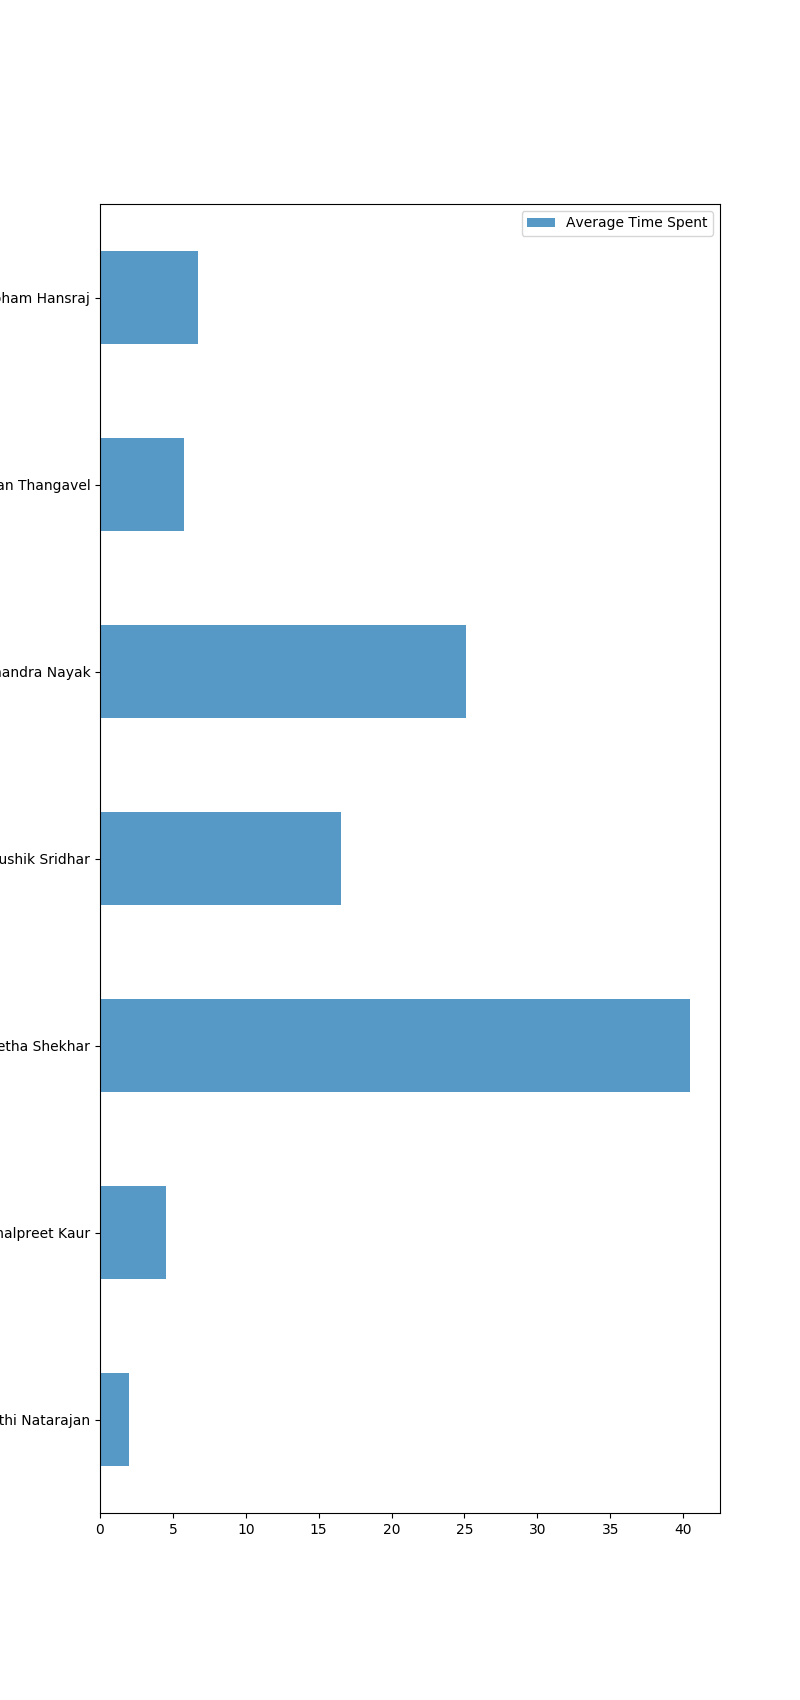 Average Time Spent
ham Hansraj
an Thangavel
andra Nayak
ushik Sridhar
etha Shekhar
alpreet Kaur
thi Natarajan
0 5 10 15 20 25 30 35 40